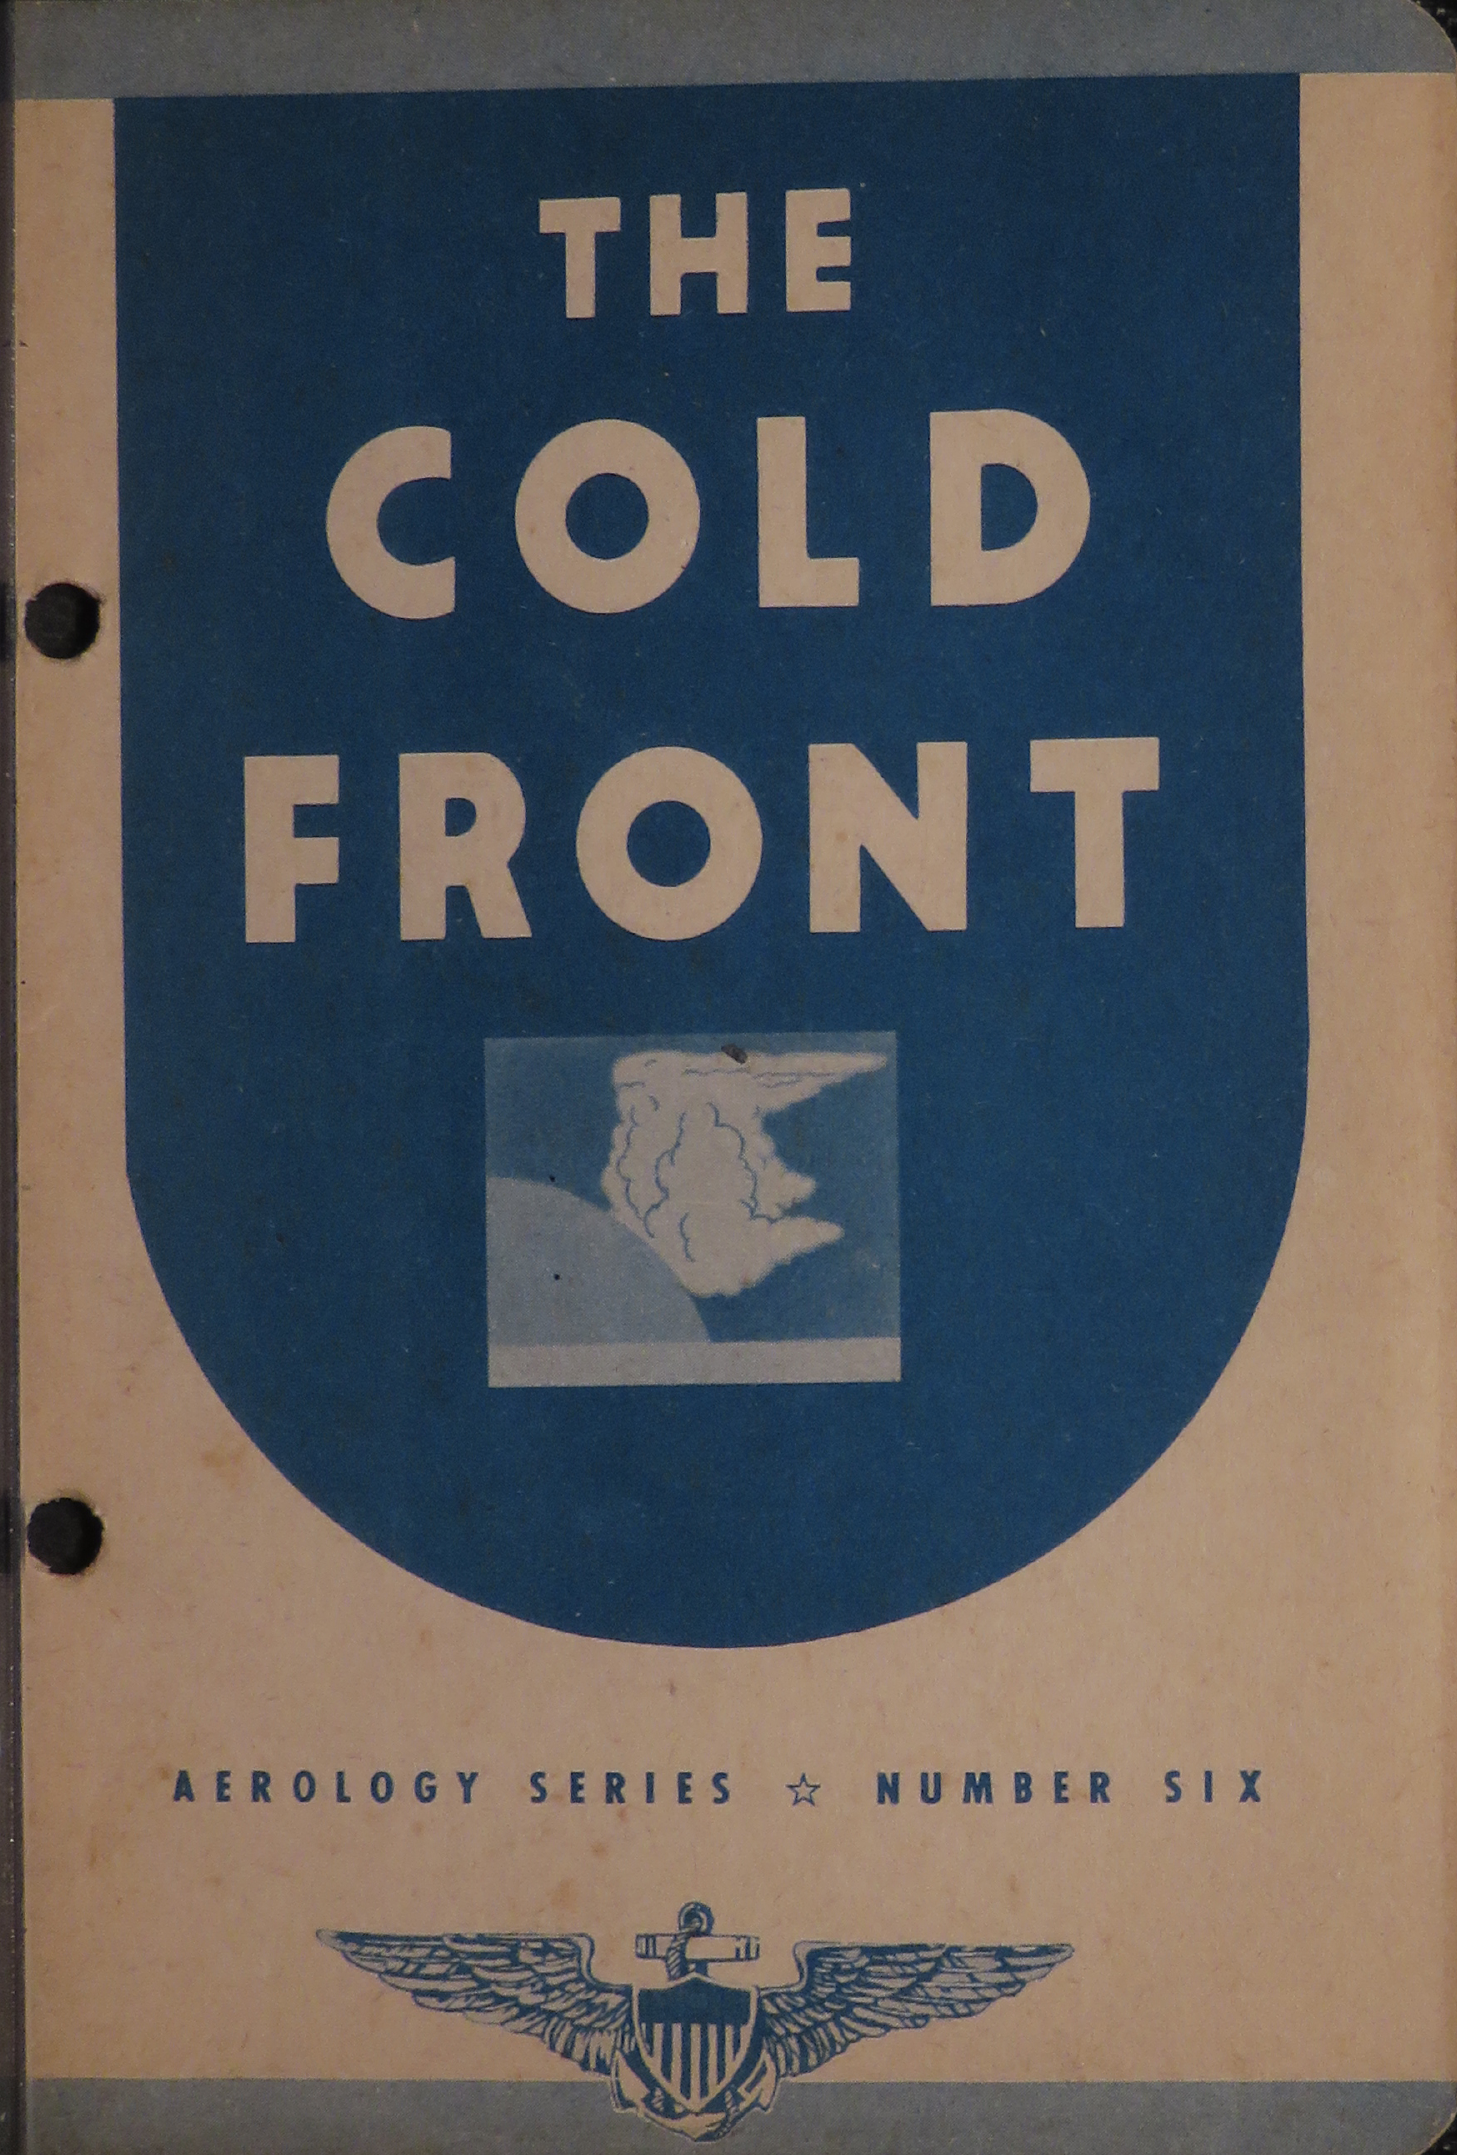 THE
COLD
FRONT
AEROLOGY SERIES ☆ NUMBER SIX